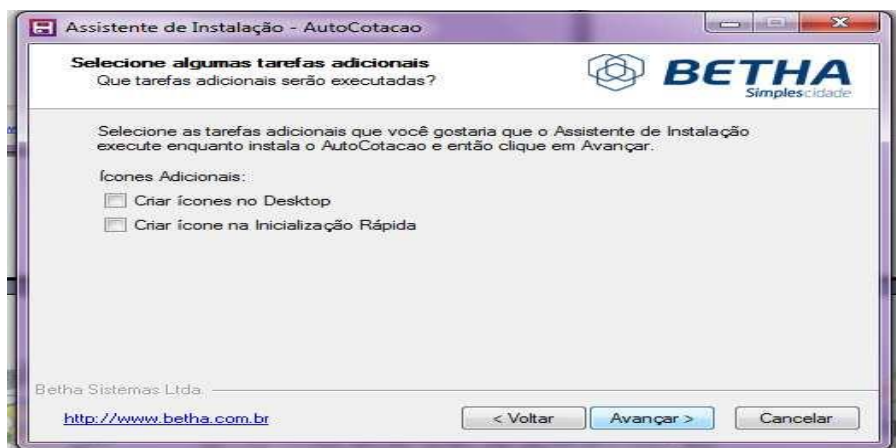 Assistente de Instalação - AutoCotacao
Selecione algumas tarefas adicionais
Que tarefas adicionais serão executadas?
BETHA
Simplescidade
Selecione as tarefas adicionais que você gostaria que o Assistente de Instalação
execute enquanto instala o AutoCotacao e então clique em Avançar.
Ícones Adicionais:
Criar ícones no Desktop
Criar ícone na Inicialização Rápida
Betha Sistemas Ltda.
http://www.betha.com.br
< Voltar
Avançar >
Cancelar